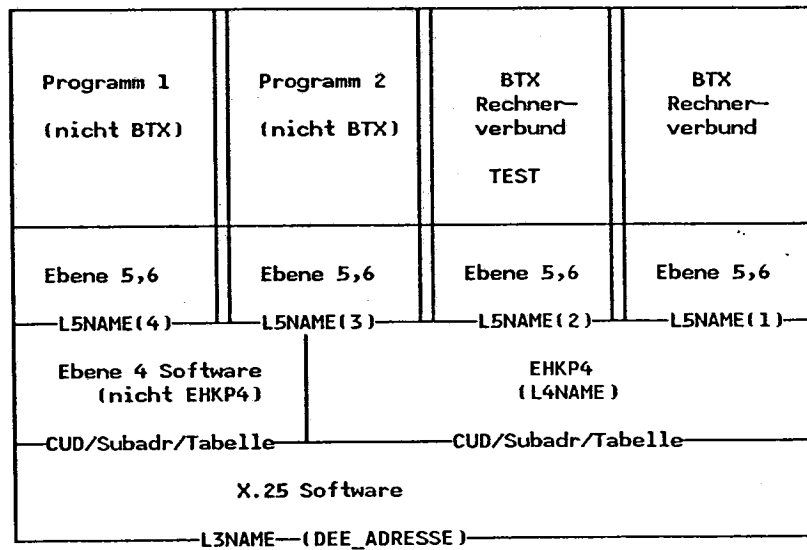 Programm 1 Programm 2 BTX BTX
Rechner— Rechner—
(nicht BTX) (nicht BTX) verbund verbund
TEST
Ebene 5,6 Ebene 5,6 Ebene 5,6 Ebene 5,6
L5NAME(4) L5NAME(3) L5NAME(2) L5NAME(1)
Ebene 4 Software EHKP4
(nicht EHKP4) (L4NAME)
CUD/Subadr/Tabelle CUD/Subadr/Tabelle
X.25 Software
L3NAME—(DEE_ADRESSE)